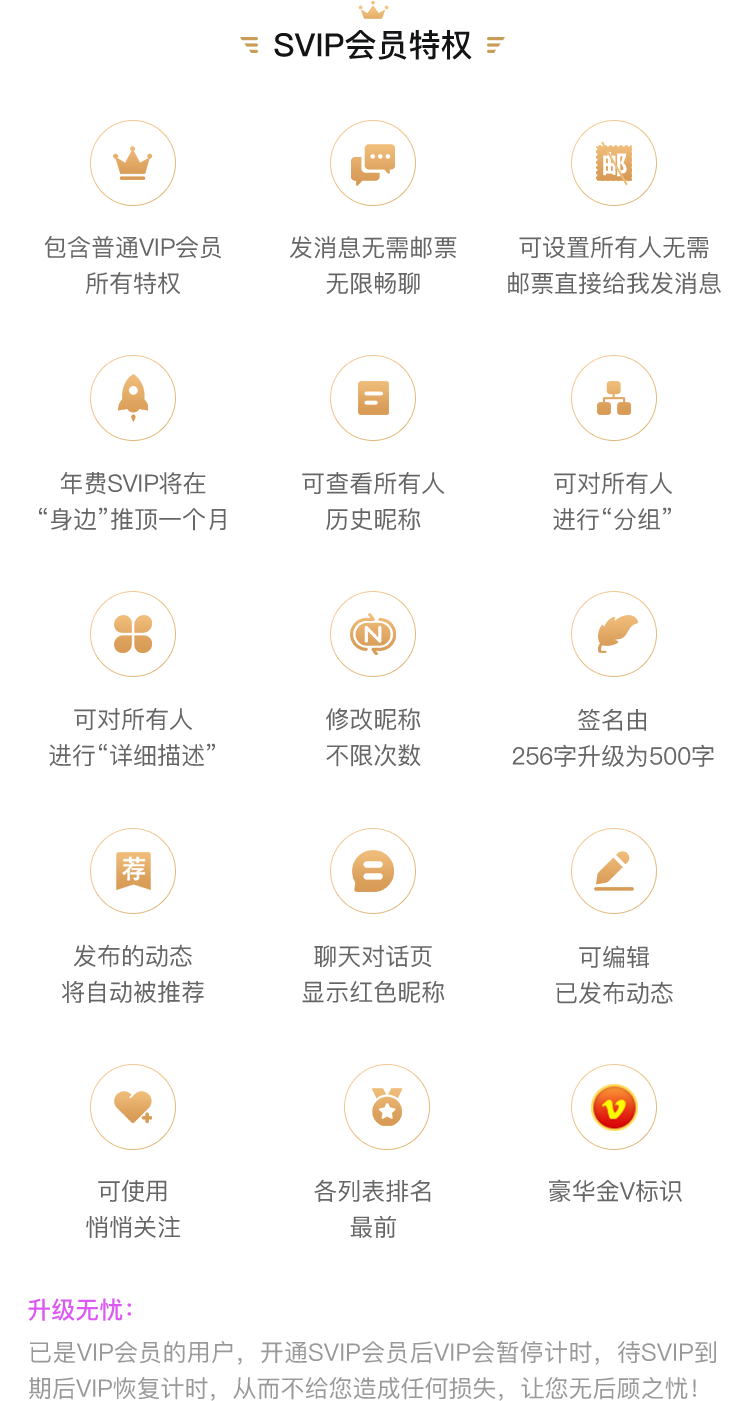 SVIP会员特权
邮
包含普通VIP会员
所有特权
发消息无需邮票
无限畅聊
可设置所有人无需
邮票直接给我发消息
年费SVIP将在
“身边”推顶一个月
可查看所有人
历史昵称
可对所有人
进行“分组”
N
可对所有人
进行“详细描述”
修改昵称
不限次数
签名由
256字升级为500字
荐
发布的动态
将自动被推荐
聊天对话页
显示红色昵称
可编辑
已发布动态
V
可使用
悄悄关注
各列表排名
最前
豪华金V标识
升级无忧：
已是VIP会员的用户，开通SVIP会员后VIP会暂停计时，待SVIP到
期后VIP恢复计时，从而不给您造成任何损失，让您无后顾之忧！